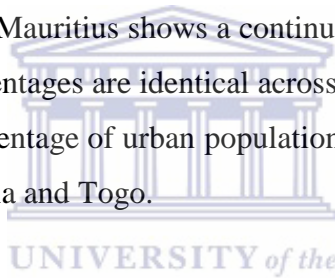 Mauritius shows a continu
entages are identical across
entage of urban population
a and Togo.
UNIVERSITY of the